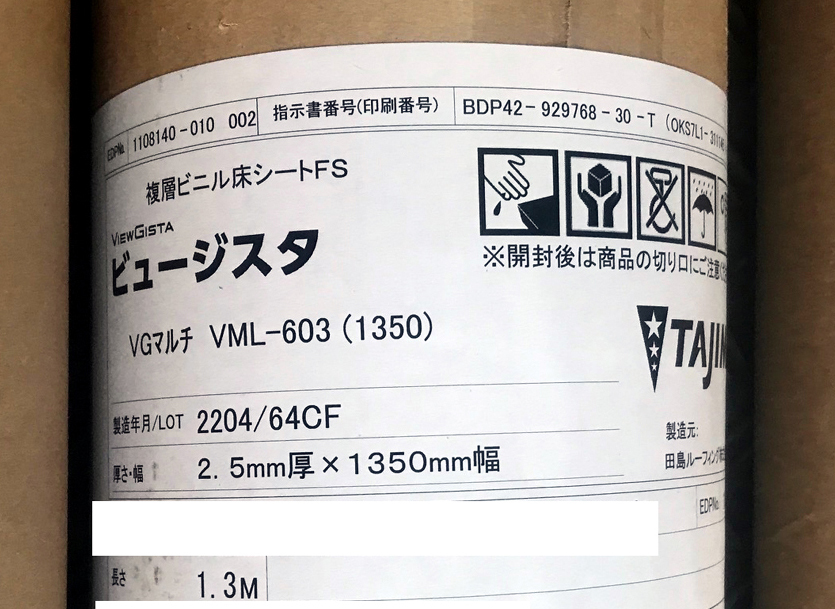 EDPNo. 1108140-010 002 指示書番号(印刷番号) BDP42-929768-30-T (OKS7L1-
複層ビニル床シートFS
VIEWGISTA
ビュージスタ
※開封後は商品の切り口にご注意
VGマルチ VML-603 (1350)
TAJIM
製造年月/LOT 2204/64CF
製造元:
厚さ・幅 2.5mm厚×1350mm幅
田島ルーフィング
EDPNo.
長さ 1.3M